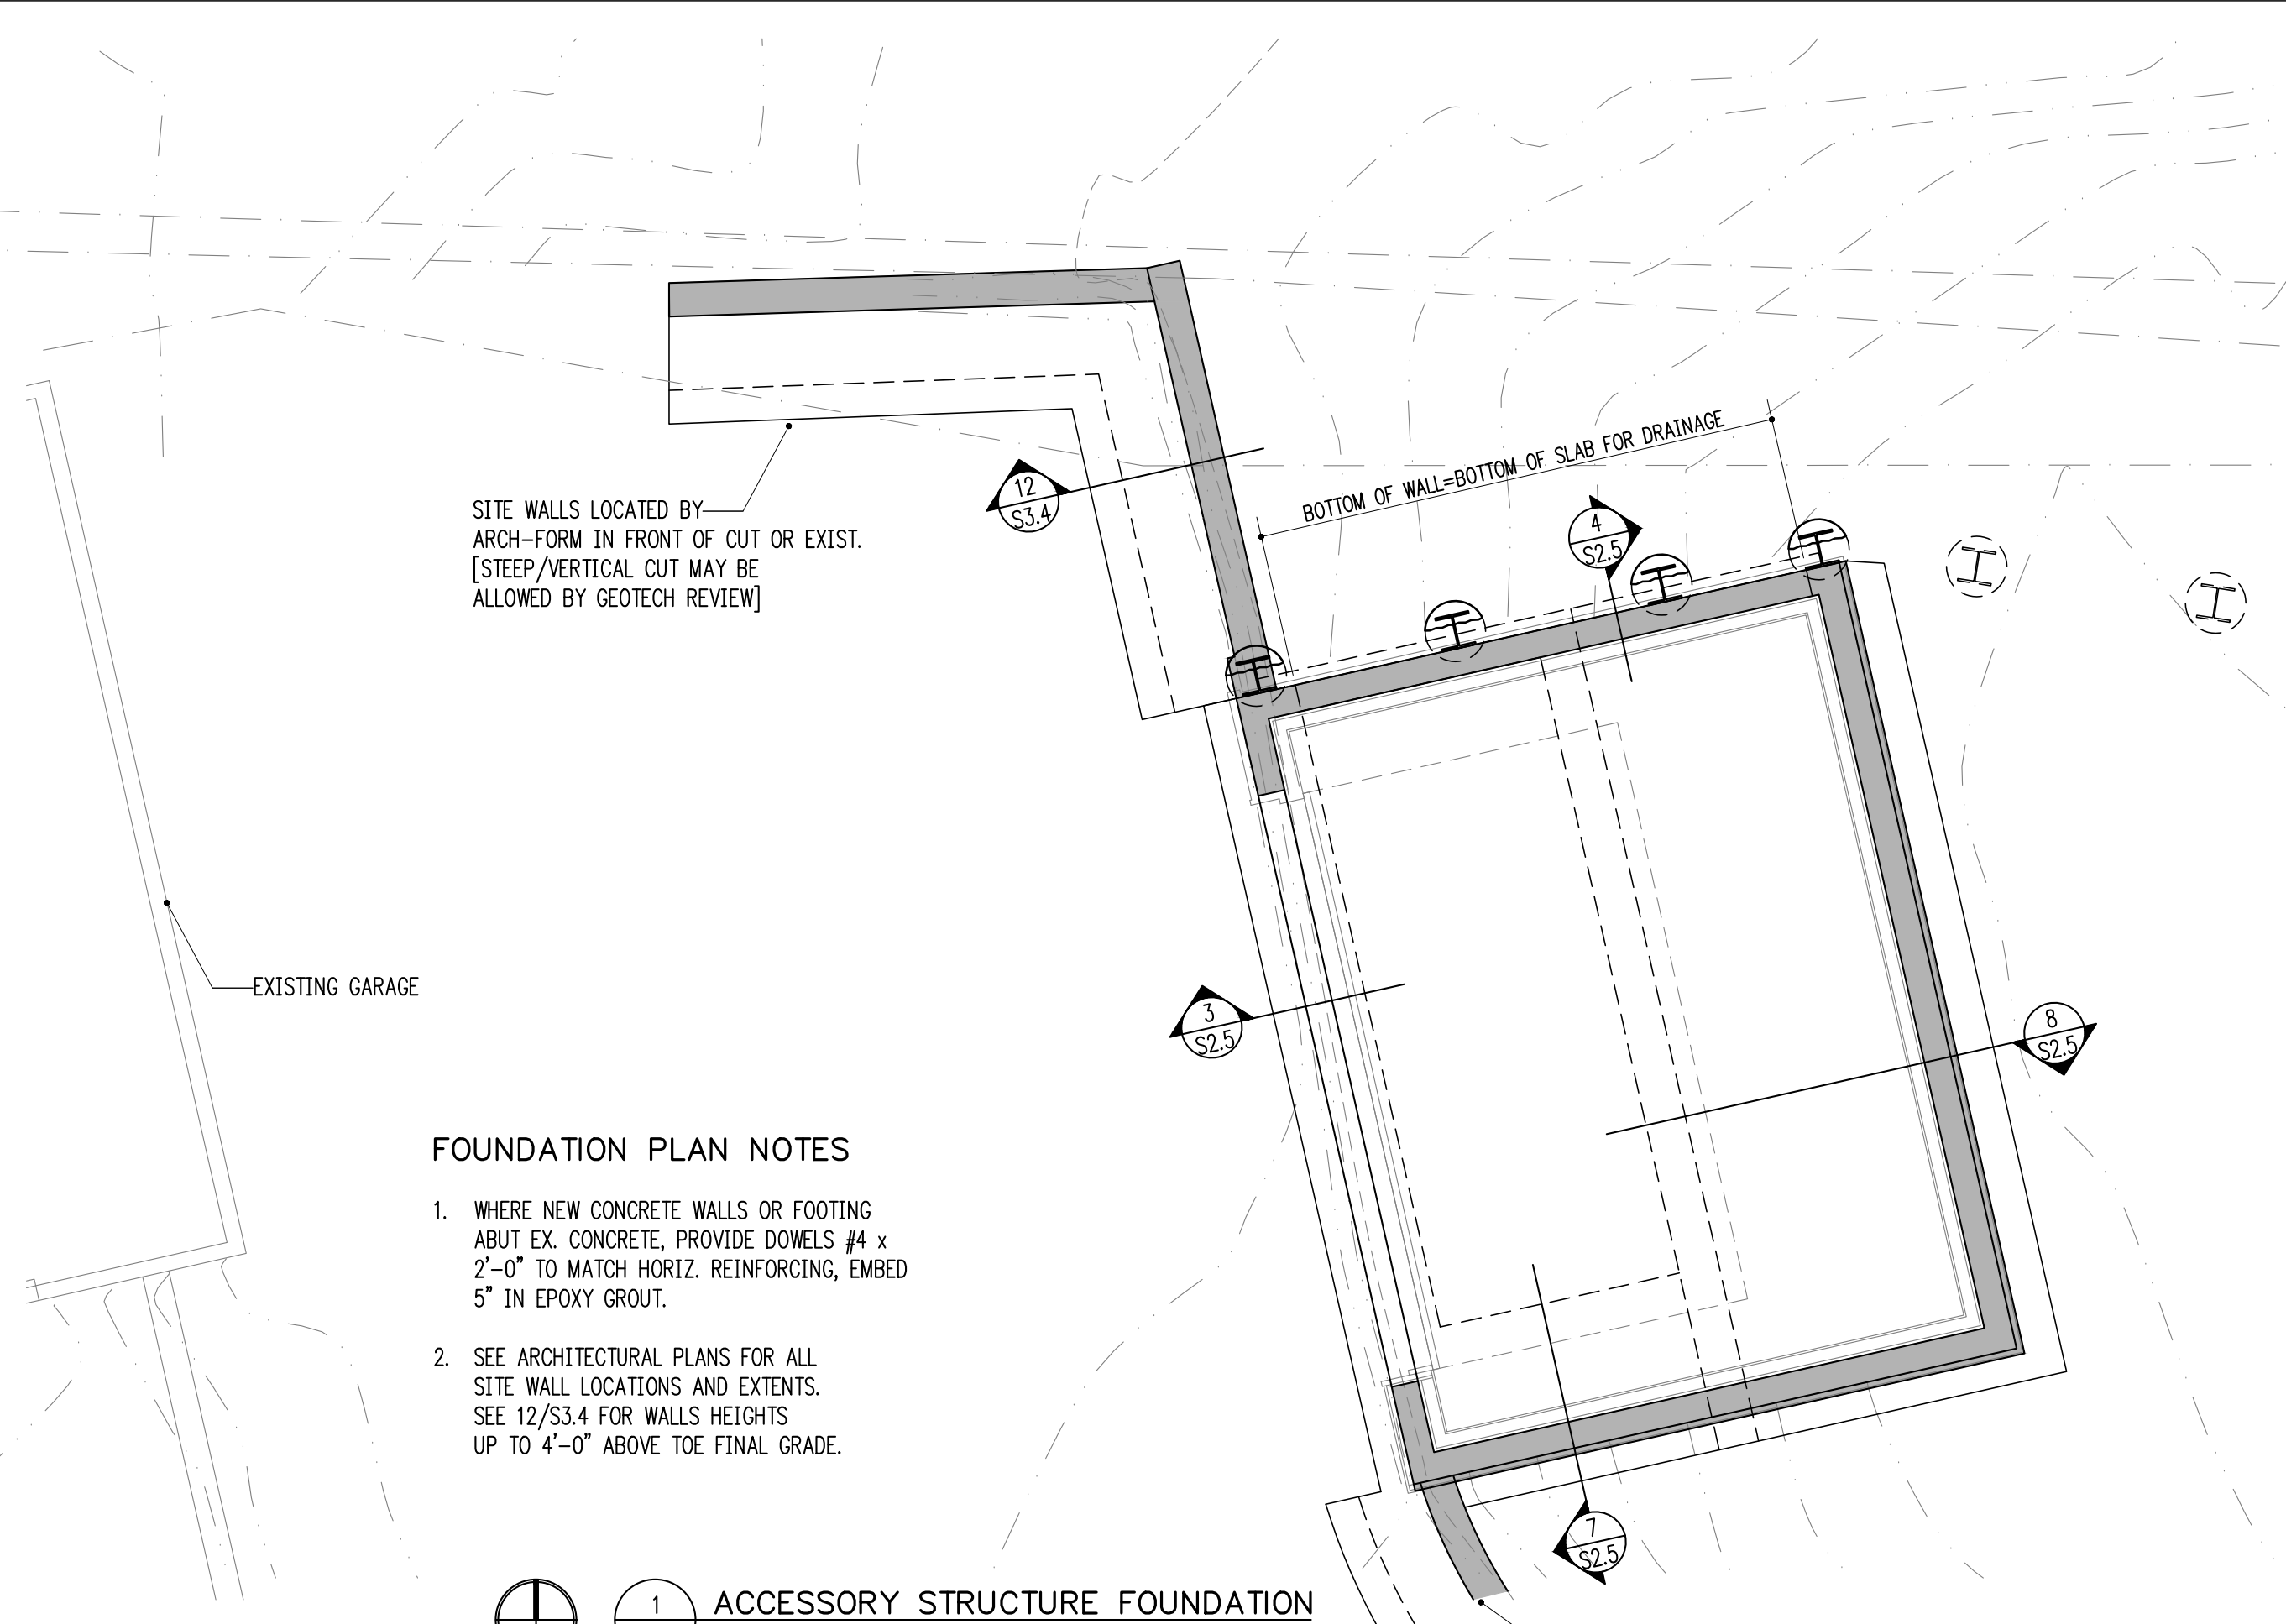 BOTTOM OF WALL=BOTTOM OF SLAB FOR DRAINAGE
12
S3.4
4
S2.5
SITE WALLS LOCATED BY
ARCH-FORM IN FRONT OF CUT OR EXIST.
[STEEP/VERTICAL CUT MAY BE
ALLOWED BY GEOTECH REVIEW]
EXISTING GARAGE
3
S2.5
8
S2.5
FOUNDATION PLAN NOTES
1. WHERE NEW CONCRETE WALLS OR FOOTING
ABUT EX. CONCRETE, PROVIDE DOWELS #4 x
2'-0" TO MATCH HORIZ. REINFORCING, EMBED
5" IN EPOXY GROUT.
2. SEE ARCHITECTURAL PLANS FOR ALL
SITE WALL LOCATIONS AND EXTENTS.
SEE 12/S3.4 FOR WALLS HEIGHTS
UP TO 4'-0" ABOVE TOE FINAL GRADE.
7
S2.5
1
ACCESSORY STRUCTURE FOUNDATION